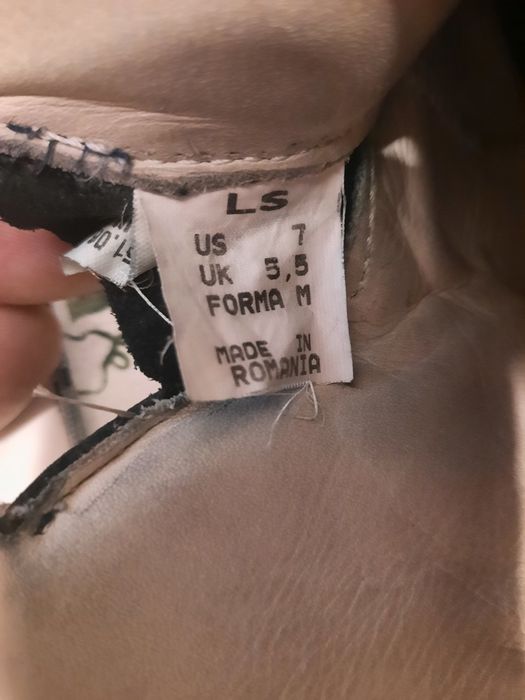 LS
US 7
UK 5,5
FORMA M
MADE IN
ROMANIA